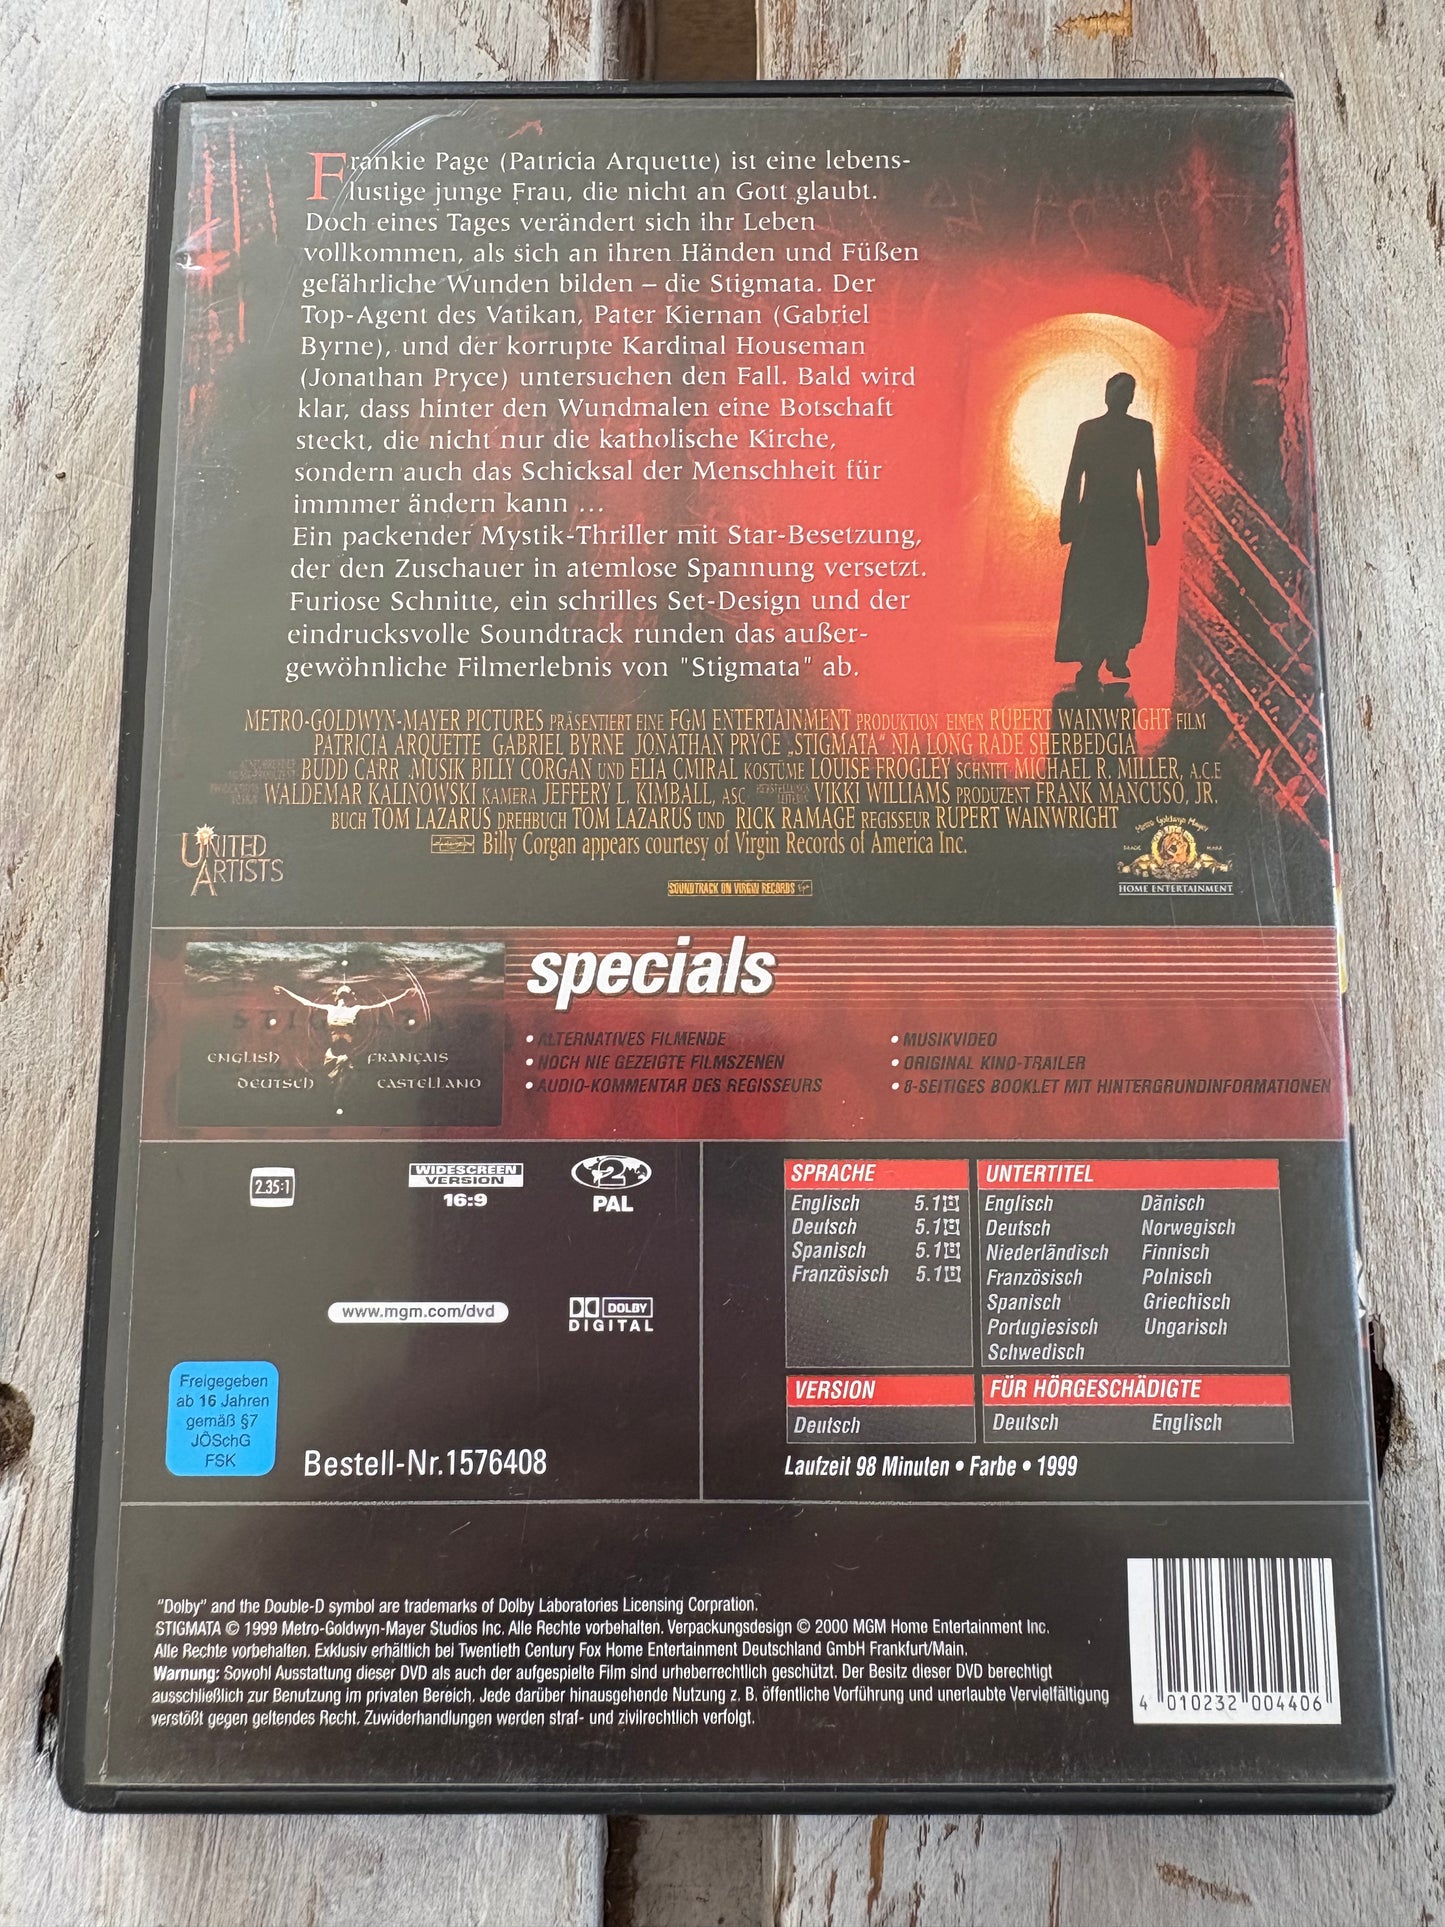 Frankie Page (Patricia Arquette) ist eine lebens-
lustige junge Frau, die nicht an Gott glaubt.
Doch eines Tages verändert sich ihr Leben
vollkommen, als sich an ihren Händen und Füßen
gefährliche Wunden bilden – die Stigmata. Der
Top-Agent des Vatikan, Pater Kiernan (Gabriel
Byrne), und der korrupte Kardinal Houseman
(Jonathan Pryce) untersuchen den Fall. Bald wird
klar, dass hinter den Wundmalen eine Botschaft
steckt, die nicht nur die katholische Kirche,
sondern auch das Schicksal der Menschheit für
immmer ändern kann ...
Ein packender Mystik-Thriller mit Star-Besetzung,
der den Zuschauer in atemlose Spannung versetzt.
Furiose Schnitte, ein schrilles Set-Design und der
eindrucksvolle Soundtrack runden das außer-
gewöhnliche Filmerlebnis von "Stigmata" ab.
METRO-GOLDWYN-MAYER PICTURES PRÄSENTIERT EINE FGM ENTERTAINMENT PRODUKTION EINEN RUPERT WAINWRIGHT FILM
PATRICIA ARQUETTE GABRIEL BYRNE JONATHAN PRYCE „STIGMATA“ NIA LONG RADE SHERBEDGIA
BUDD CARR MUSIK BILLY CORGAN UND ELIA CMIRAL KOSTÜME LOUISE FROGLEY SCHNITT MICHAEL R. MILLER, A.C.E
WALDEMAR KALINOWSKI KAMERA JEFFERY L. KIMBALL, ASC HERSTELLUNGSLEITERIN VIKKI WILLIAMS PRODUZENT FRANK MANCUSO, JR.
BUCH TOM LAZARUS DREHBUCH TOM LAZARUS UND RICK RAMAGE REGISSEUR RUPERT WAINWRIGHT
Billy Corgan appears courtesy of Virgin Records of America Inc.
UNITED
ARTISTS
SOUNDTRACK ON VIRGIN RECORDS
Metro Goldwyn Mayer
TRADE MARK
HOME ENTERTAINMENT
specials
STIGMATA
ENGLISH FRANÇAIS
DEUTSCH CASTELLANO
• ALTERNATIVES FILMENDE
• NOCH NIE GEZEIGTE FILMSZENEN
• AUDIO-KOMMENTAR DES REGISSEURS
• MUSIKVIDEO
• ORIGINAL KINO-TRAILER
• 8-SEITIGES BOOKLET MIT HINTERGRUNDINFORMATIONEN
2.35:1
WIDESCREEN
VERSION
16:9
2
PAL
www.mgm.com/dvd
DOLBY
DIGITAL
SPRACHE
Englisch 5.1
Deutsch 5.1
Spanisch 5.1
Französisch 5.1
UNTERTITEL
Englisch Dänisch
Deutsch Norwegisch
Niederländisch Finnisch
Französisch Polnisch
Spanisch Griechisch
Portugiesisch Ungarisch
Schwedisch
VERSION
Deutsch
FÜR HÖRGESCHÄDIGTE
Deutsch Englisch
Laufzeit 98 Minuten • Farbe • 1999
Freigegeben
ab 16 Jahren
gemäß §7
JÖSchG
FSK
Bestell-Nr.1576408
"Dolby" and the Double-D symbol are trademarks of Dolby Laboratories Licensing Corpration.
STIGMATA © 1999 Metro-Goldwyn-Mayer Studios Inc. Alle Rechte vorbehalten. Verpackungsdesign © 2000 MGM Home Entertainment Inc.
Alle Rechte vorbehalten. Exklusiv erhältlich bei Twentieth Century Fox Home Entertainment Deutschland GmbH Frankfurt/Main.
Warnung: Sowohl Ausstattung dieser DVD als auch der aufgespielte Film sind urheberrechtlich geschützt. Der Besitz dieser DVD berechtigt
ausschließlich zur Benutzung im privaten Bereich. Jede darüber hinausgehende Nutzung z. B. öffentliche Vorführung und unerlaubte Vervielfältigung
verstößt gegen geltendes Recht. Zuwiderhandlungen werden straf- und zivilrechtlich verfolgt.
4 010232 004406